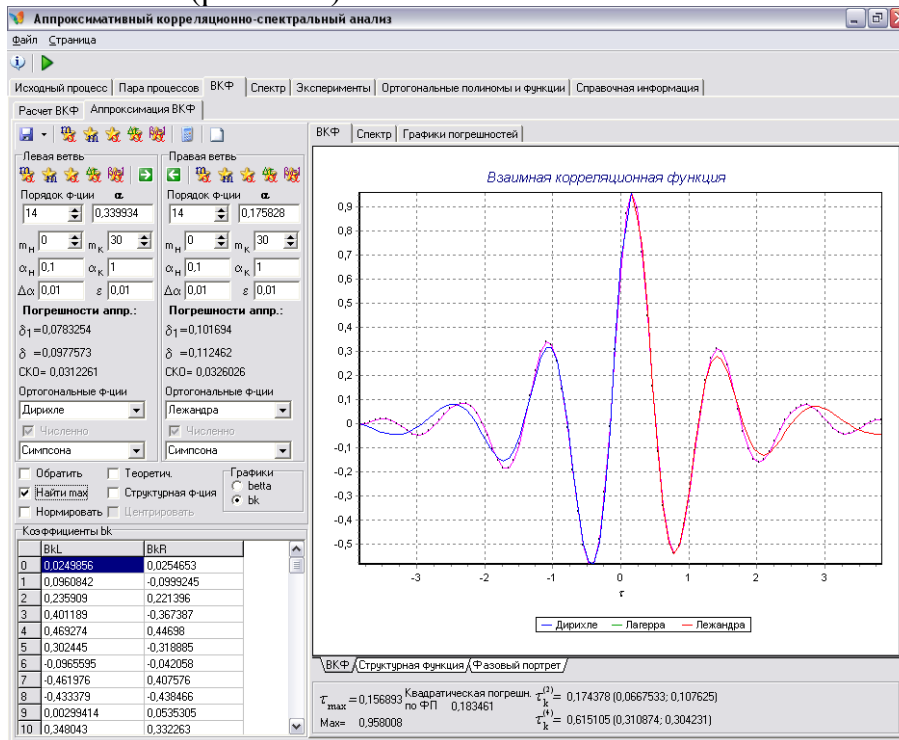 Аппроксимативный корреляционно-спектральный анализ
Файл Страница
Исходный процесс Пара процессов ВКФ Спектр Эксперименты Ортогональные полиномы и функции Справочная информация
Расчет ВКФ Аппроксимация ВКФ
ВКФ Спектр Графики погрешностей
Левая ветвь Правая ветвь
Порядок ф-ции α Порядок ф-ции α
14 0,339934 14 0,175828
mН 0 mК 30 mН 0 mК 30
αН 0,1 αК 1 αН 0,1 αК 1
Δα 0,01 ε 0,01 Δα 0,01 ε 0,01
Погрешности аппр.: Погрешности аппр.:
δ1=0,0783254 δ1=0,101694
δ =0,0977573 δ =0,112462
СКО= 0,0312261 СКО= 0,0326026
Ортогональные ф-ции Ортогональные ф-ции
Дирихле Лежандра
Численно Численно
Симпсона Симпсона
Обратить Теоретич. Графики
Найти max Структурная ф-ция betta
Нормировать Центрировать bk
Коэффициенты bk
BkL BkR
0 0,0249856 0,0254653
1 0,0960842 -0,0999245
2 0,235909 0,221396
3 0,401189 -0,367387
4 0,469274 0,44698
5 0,302445 -0,318885
6 -0,0965595 -0,042058
7 -0,461976 0,407576
8 -0,433379 -0,438466
9 0,00299414 0,0535305
10 0,348043 0,332263
Взаимная корреляционная функция
0,9
0,8
0,7
0,6
0,5
0,4
0,3
0,2
0,1
0
-0,1
-0,2
-0,3
-0,4
-0,5
-3 -2 -1 0 1 2 3
τ
Дирихле Лагерра Лежандра
ВКФ Структурная функция Фазовый портрет
τmax =0,156893 Квадратическая погрешн. по ФП 0,183461 τk(2)= 0,174378 (0,0667533; 0,107625)
Max= 0,958008 τk(4)= 0,615105 (0,310874; 0,304231)